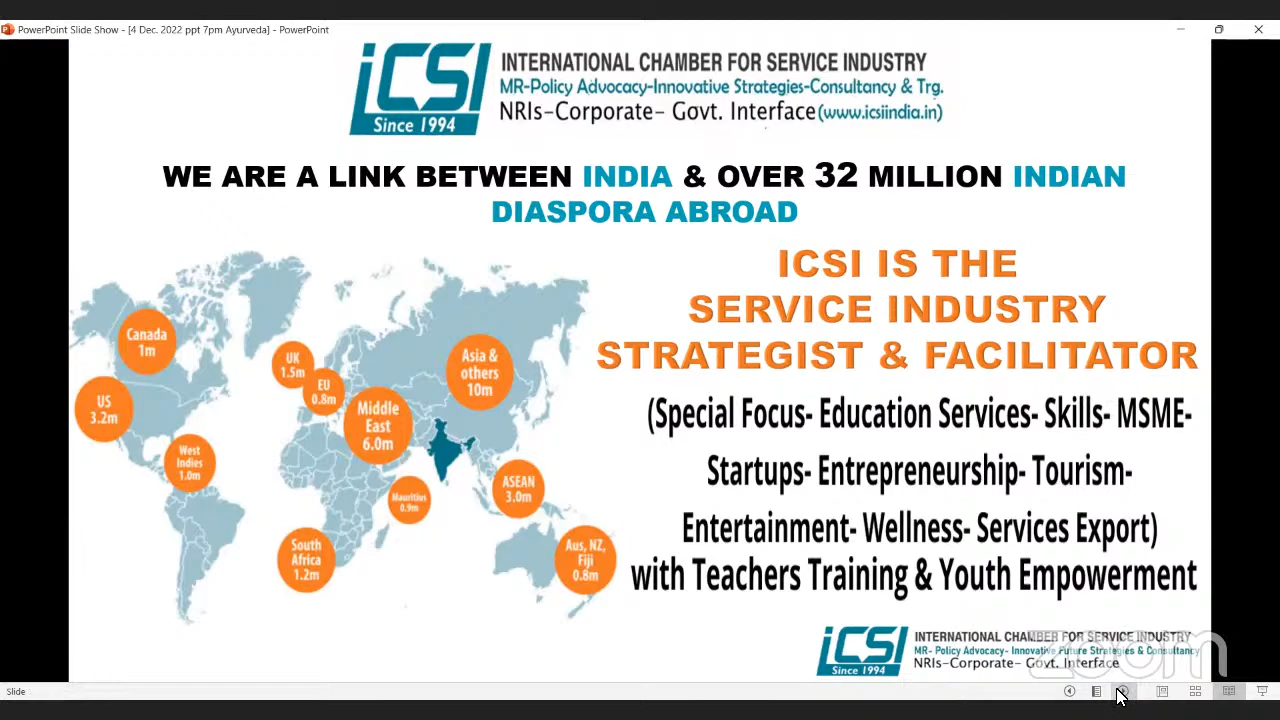 PowerPoint Slide Show - [4 Dec. 2022 ppt 7pm Ayurveda] - PowerPoint
iCSI
Since 1994
INTERNATIONAL CHAMBER FOR SERVICE INDUSTRY
MR-Policy Advocacy-Innovative Strategies-Consultancy & Trg.
NRIs-Corporate- Govt. Interface (www.icsiindia.in)
WE ARE A LINK BETWEEN INDIA & OVER 32 MILLION INDIAN
DIASPORA ABROAD
ICSI IS THE
SERVICE INDUSTRY
STRATEGIST & FACILITATOR
(Special Focus- Education Services- Skills- MSME-
Startups- Entrepreneurship- Tourism-
Entertainment- Wellness- Services Export)
with Teachers Training & Youth Empowerment
Canada
1m
US
3.2m
West
Indies
1.0m
UK
1.5m
EU
0.8m
Middle
East
6.0m
Asia &
others
10m
Mauritius
0.9m
ASEAN
3.0m
South
Africa
1.2m
Aus, NZ,
Fiji
0.8m
iCSI
Since 1994
INTERNATIONAL CHAMBER FOR SERVICE INDUSTRY
MR- Policy Advocacy- Innovative Future Strategies & Consultancy
NRIs-Corporate- Govt. Interface
zoom
Slide